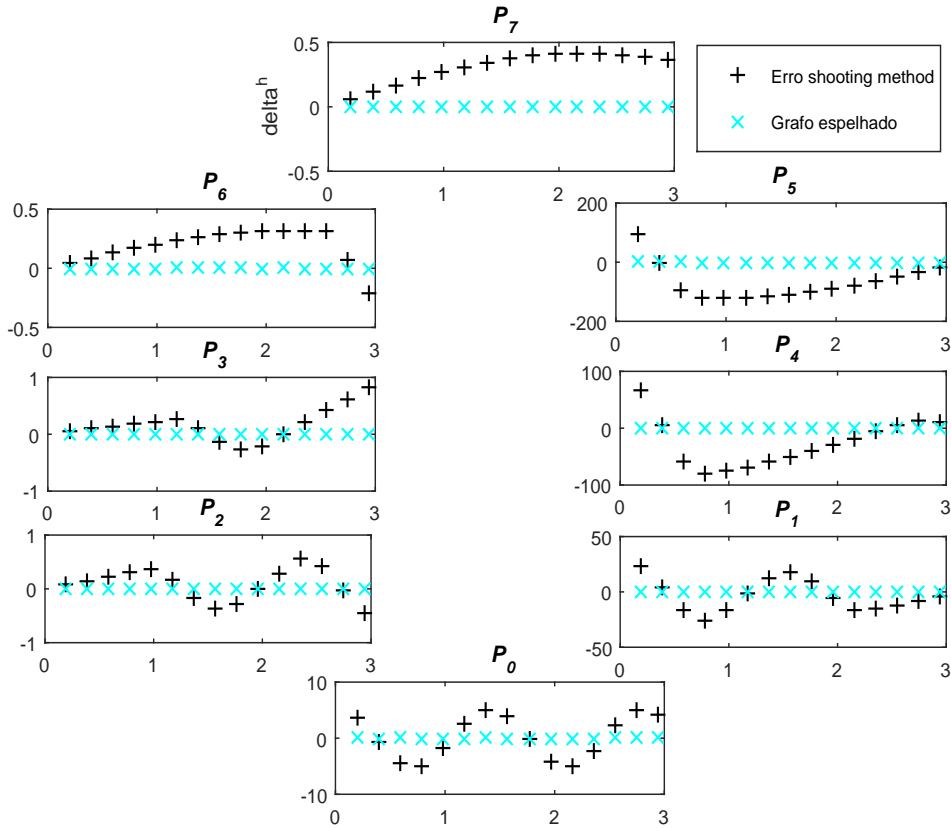 P7
0.5
0
-0.5
delta^h
0 1 2 3
+ Erro shooting method
× Grafo espelhado
P6
0.5
0
-0.5
0 1 2 3
P5
200
0
-200
0 1 2 3
P3
1
0
-1
0 1 2 3
P4
100
0
-100
0 1 2 3
P2
1
0
-1
0 1 2 3
P1
50
0
-50
0 1 2 3
P0
10
0
-10
0 1 2 3